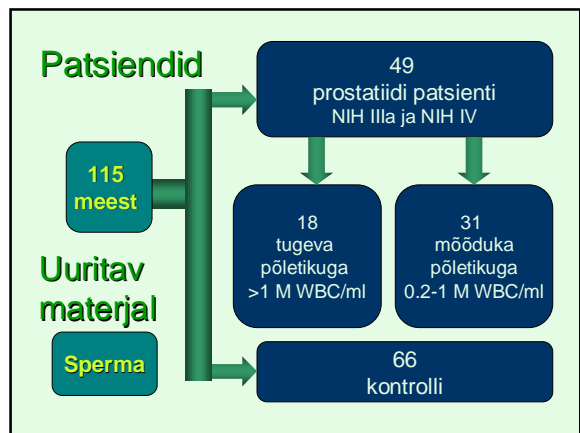 Patsiendid
49
prostatiidi patsienti
NIH IIIa ja NIH IV
115
meest
18
tugeva
põletikuga
>1 M WBC/ml
31
mõõduka
põletikuga
0.2-1 M WBC/ml
Uuritav
materjal
Sperma
66
kontrolli